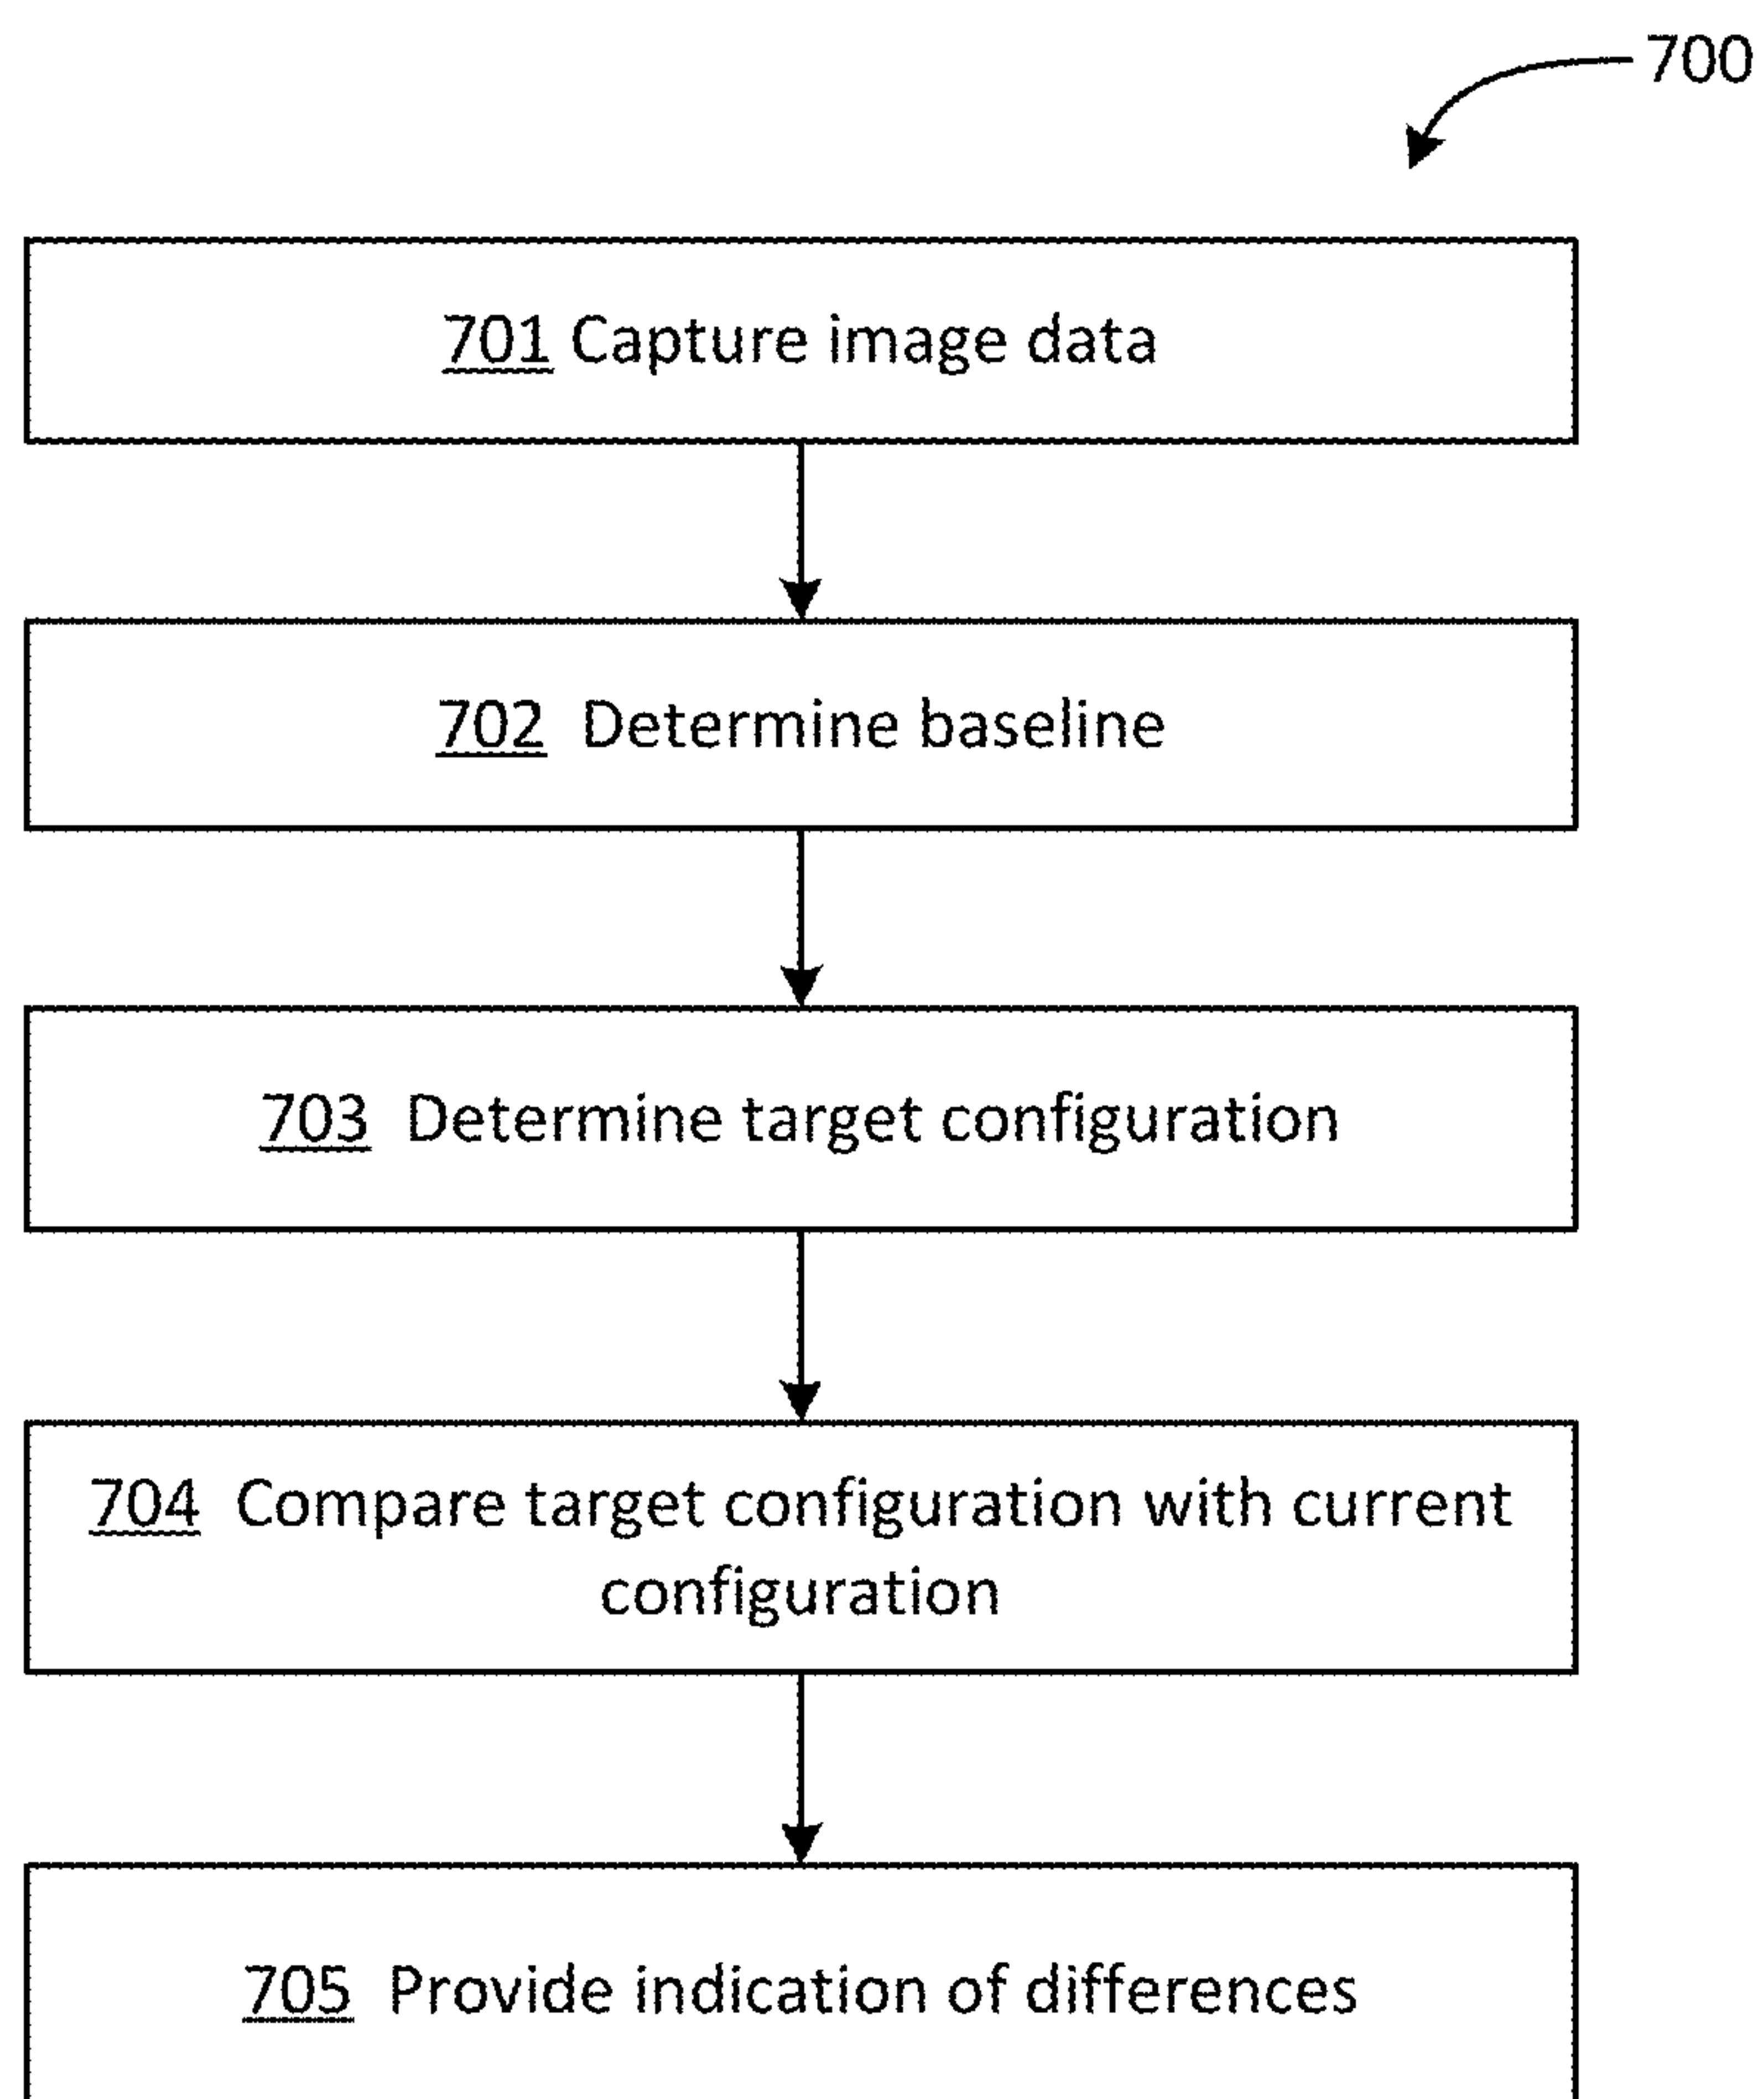 700
701 Capture image data
702 Determine baseline
703 Determine target configuration
704 Compare target configuration with current
configuration
705 Provide indication of differences